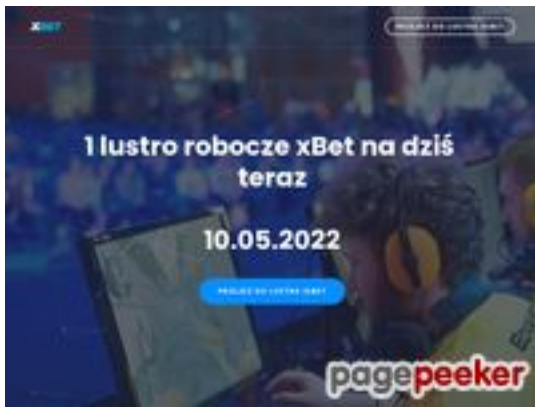 XBET
1 lustro robocze xBet na dziś
teraz
10.05.2022
pagepeeker